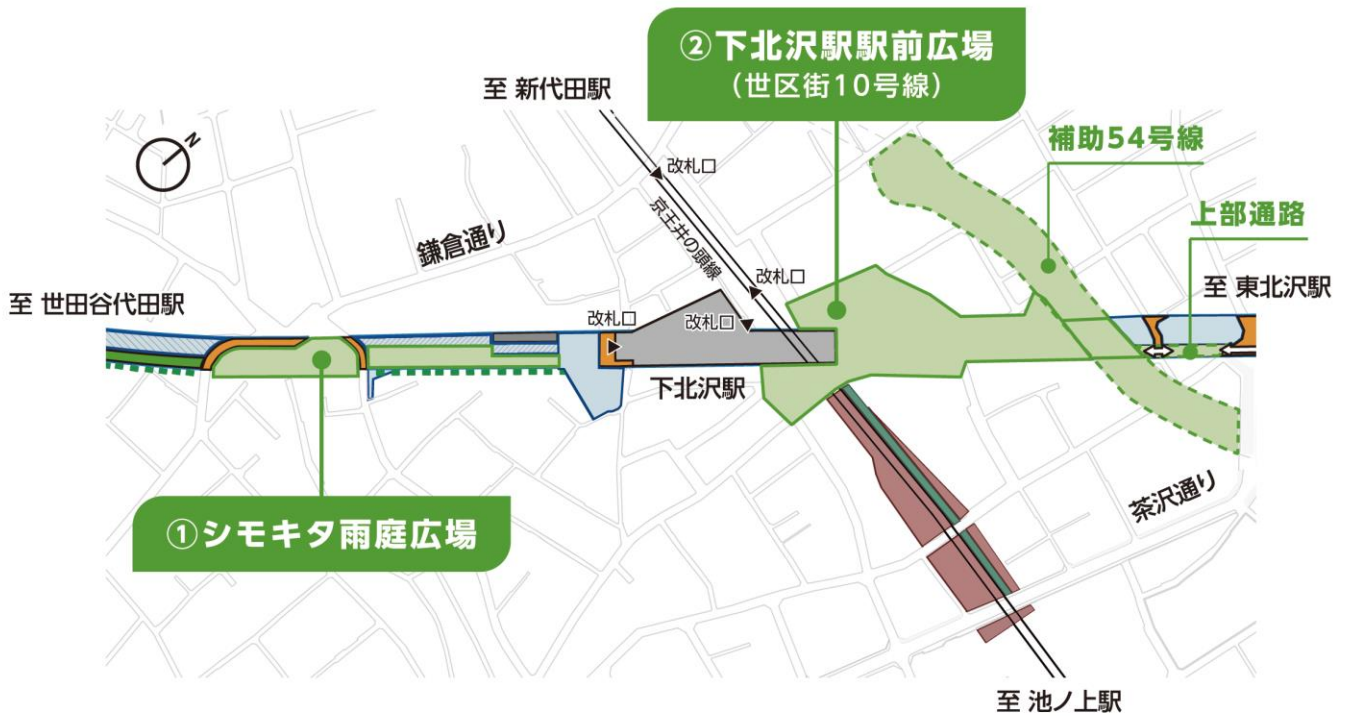 ②下北沢駅駅前広場
（世区街10号線）
至 新代田駅
補助54号線
N
改札口
上部通路
京王井の頭線
鎌倉通り
改札口
至 東北沢駅
至 世田谷代田駅
改札口
改札口
下北沢駅
茶沢通り
①シモキタ雨庭広場
至 池ノ上駅